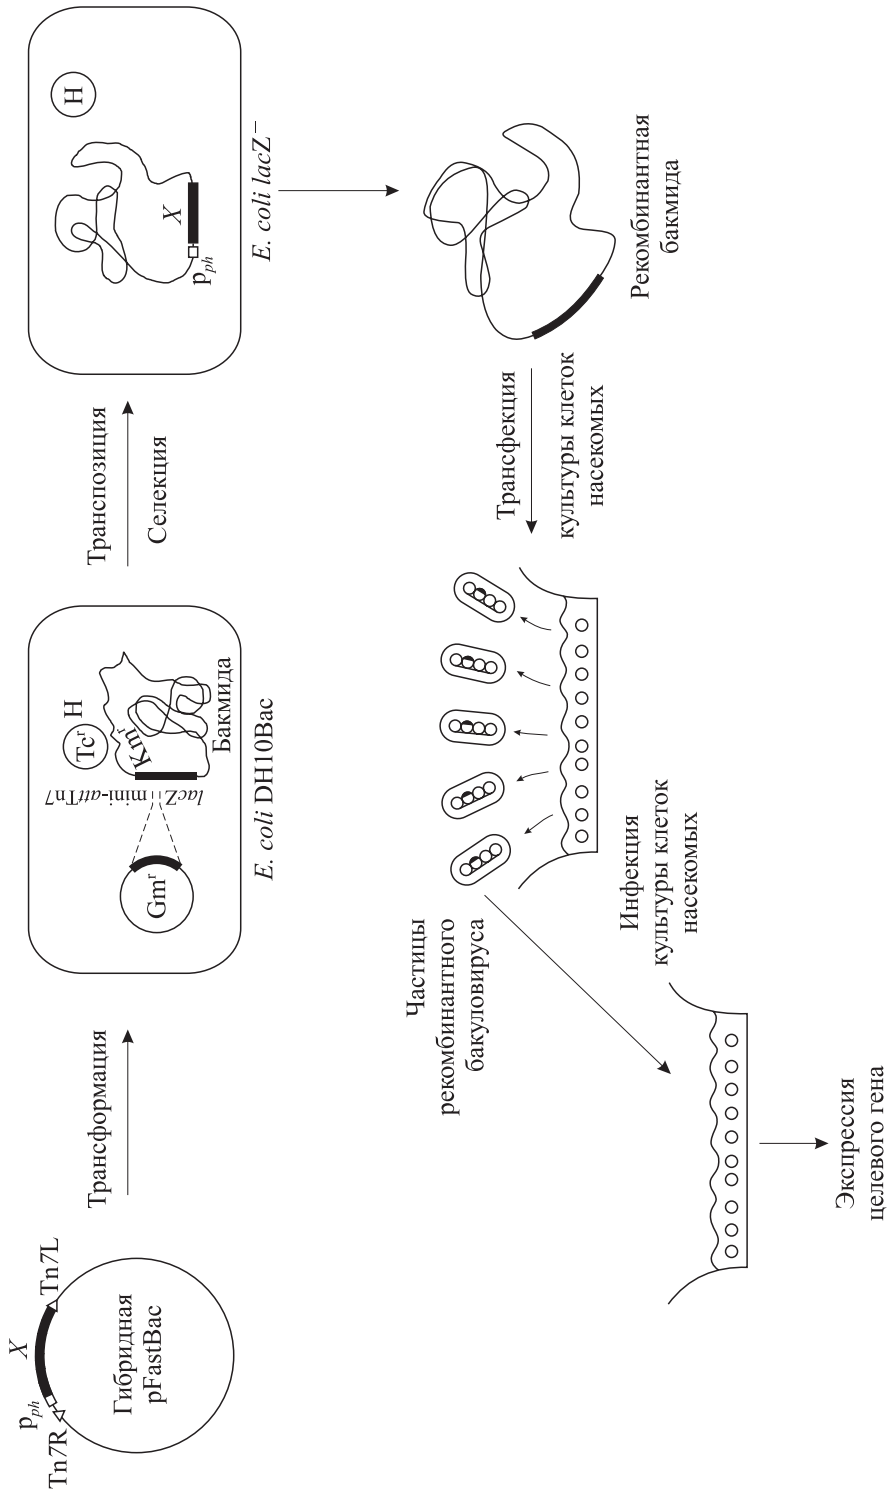 X
p_ph
Tn7R
Tn7L
Гибридная
pFastBac
Трансформация
Gm^r
lacZ mini-attTn7
Km^r
Tc^r
H
Бакмида
E. coli DH10Bac
Транспозиция
Селекция
H
X
p_ph
E. coli lacZ^−
Рекомбинантная
бакмида
Трансфекция
культуры клеток
насекомых
Частицы
рекомбинантного
бакуловируса
Инфекция
культуры клеток
насекомых
Экспрессия
целевого гена